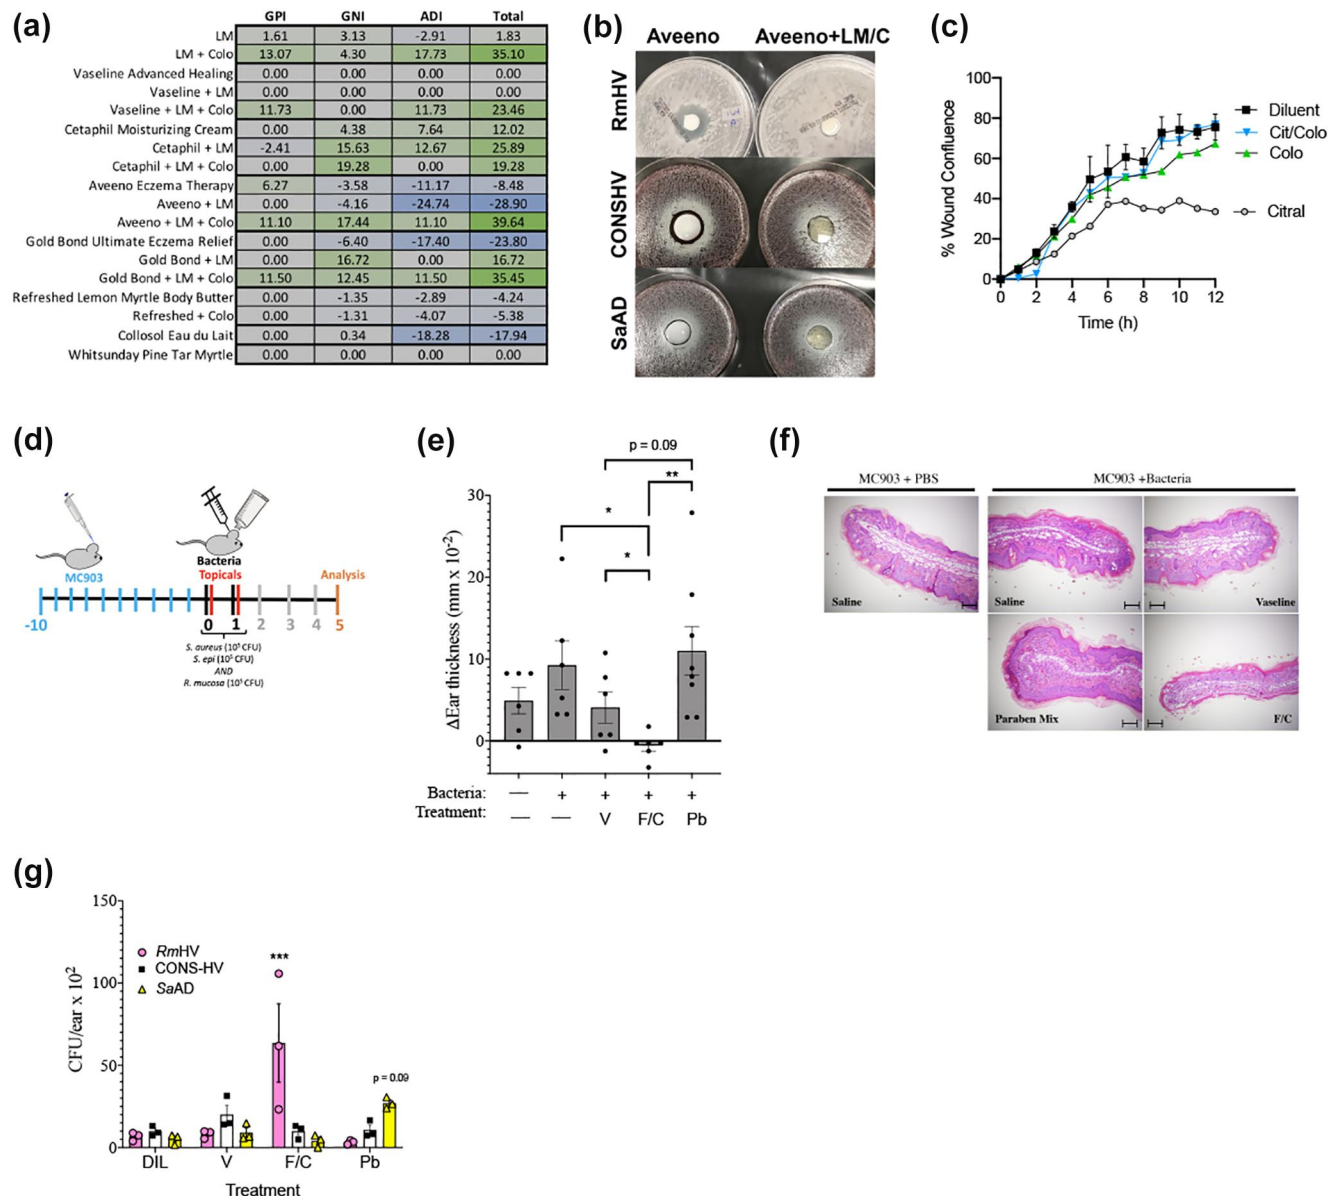 (a)
GPI GNI ADI Total
LM 1.61 3.13 -2.91 1.83
LM + Colo 13.07 4.30 17.73 35.10
Vaseline Advanced Healing 0.00 0.00 0.00 0.00
Vaseline + LM 0.00 0.00 0.00 0.00
Vaseline + LM + Colo 11.73 0.00 11.73 23.46
Cetaphil Moisturizing Cream 0.00 4.38 7.64 12.02
Cetaphil + LM -2.41 15.63 12.67 25.89
Cetaphil + LM + Colo 0.00 19.28 0.00 19.28
Aveeno Eczema Therapy 6.27 -3.58 -11.17 -8.48
Aveeno + LM 0.00 -4.16 -24.74 -28.90
Aveeno + LM + Colo 11.10 17.44 11.10 39.64
Gold Bond Ultimate Eczema Relief 0.00 -6.40 -17.40 -23.80
Gold Bond + LM 0.00 16.72 0.00 16.72
Gold Bond + LM + Colo 11.50 12.45 11.50 35.45
Refreshed Lemon Myrtle Body Butter 0.00 -1.35 -2.89 -4.24
Refreshed + Colo 0.00 -1.31 -4.07 -5.38
Collosol Eau du Lait 0.00 0.34 -18.28 -17.94
Whitsunday Pine Tar Myrtle 0.00 0.00 0.00 0.00
(b)
Aveeno Aveeno+LM/C
RmHV
CONSHV
SaAD
(c)
% Wound Confluence
100
80
60
40
20
0
0 2 4 6 8 10 12
Time (h)
Diluent
Cit/Colo
Colo
Citral
(d)
Bacteria
MC903 Topicals Analysis
-10 0 1 2 3 4 5
S. aureus (10⁵ CFU)
S. epi (10⁵ CFU)
AND
R. mucosa (10⁵ CFU)
(e)
p = 0.09
**
*
*
ΔEar thickness (mm x 10⁻²)
30
20
10
0
Bacteria: — + + + +
Treatment: — — V F/C Pb
(f)
MC903 + PBS MC903 +Bacteria
Saline Saline Vaseline
Paraben Mix F/C
(g)
CFU/ear x 10²
150
100
50
0
RmHV
CONS-HV
SaAD
***
p = 0.09
DIL V F/C Pb
Treatment